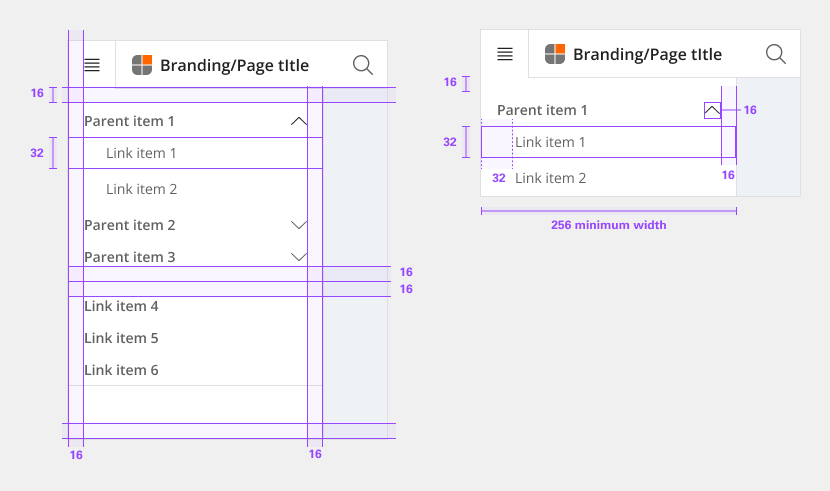 Branding/Page tItle
16
Parent item 1
32
Link item 1
Link item 2
Parent item 2
Parent item 3
16
16
Link item 4
Link item 5
Link item 6
16
16
Branding/Page tItle
16
Parent item 1
16
32
Link item 1
32
16
Link item 2
256 minimum width